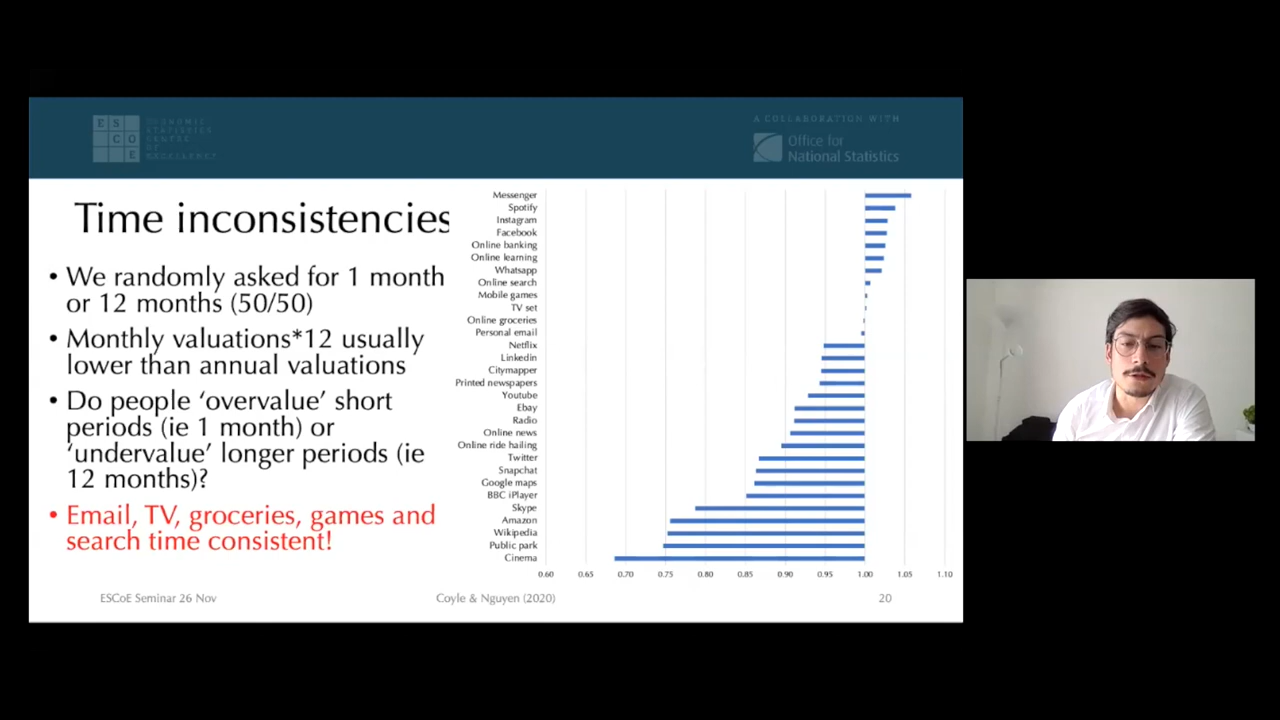 ESCOE
ECONOMIC
STATISTICS
CENTRE
OF
EXCELLENCE
A COLLABORATION WITH
Office for
National Statistics
Time inconsistencies
• We randomly asked for 1 month
or 12 months (50/50)
• Monthly valuations*12 usually
lower than annual valuations
• Do people ‘overvalue’ short
periods (ie 1 month) or
‘undervalue’ longer periods (ie
12 months)?
• Email, TV, groceries, games and
search time consistent!
Messenger
Spotify
Instagram
Facebook
Online banking
Online learning
Whatsapp
Online search
Mobile games
TV set
Online groceries
Personal email
Netflix
Linkedin
Citymapper
Printed newspapers
Youtube
Ebay
Radio
Online news
Online ride hailing
Twitter
Snapchat
Google maps
BBC iPlayer
Skype
Amazon
Wikipedia
Public park
Cinema
0.60 0.65 0.70 0.75 0.80 0.85 0.90 0.95 1.00 1.05 1.10
ESCoE Seminar 26 Nov
Coyle & Nguyen (2020)
20